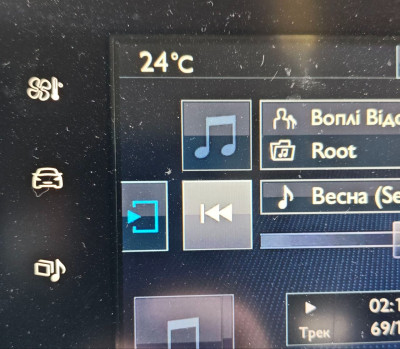 24°C
Воплі Відо
Root
Весна (Se
02:1
Трек 69/1